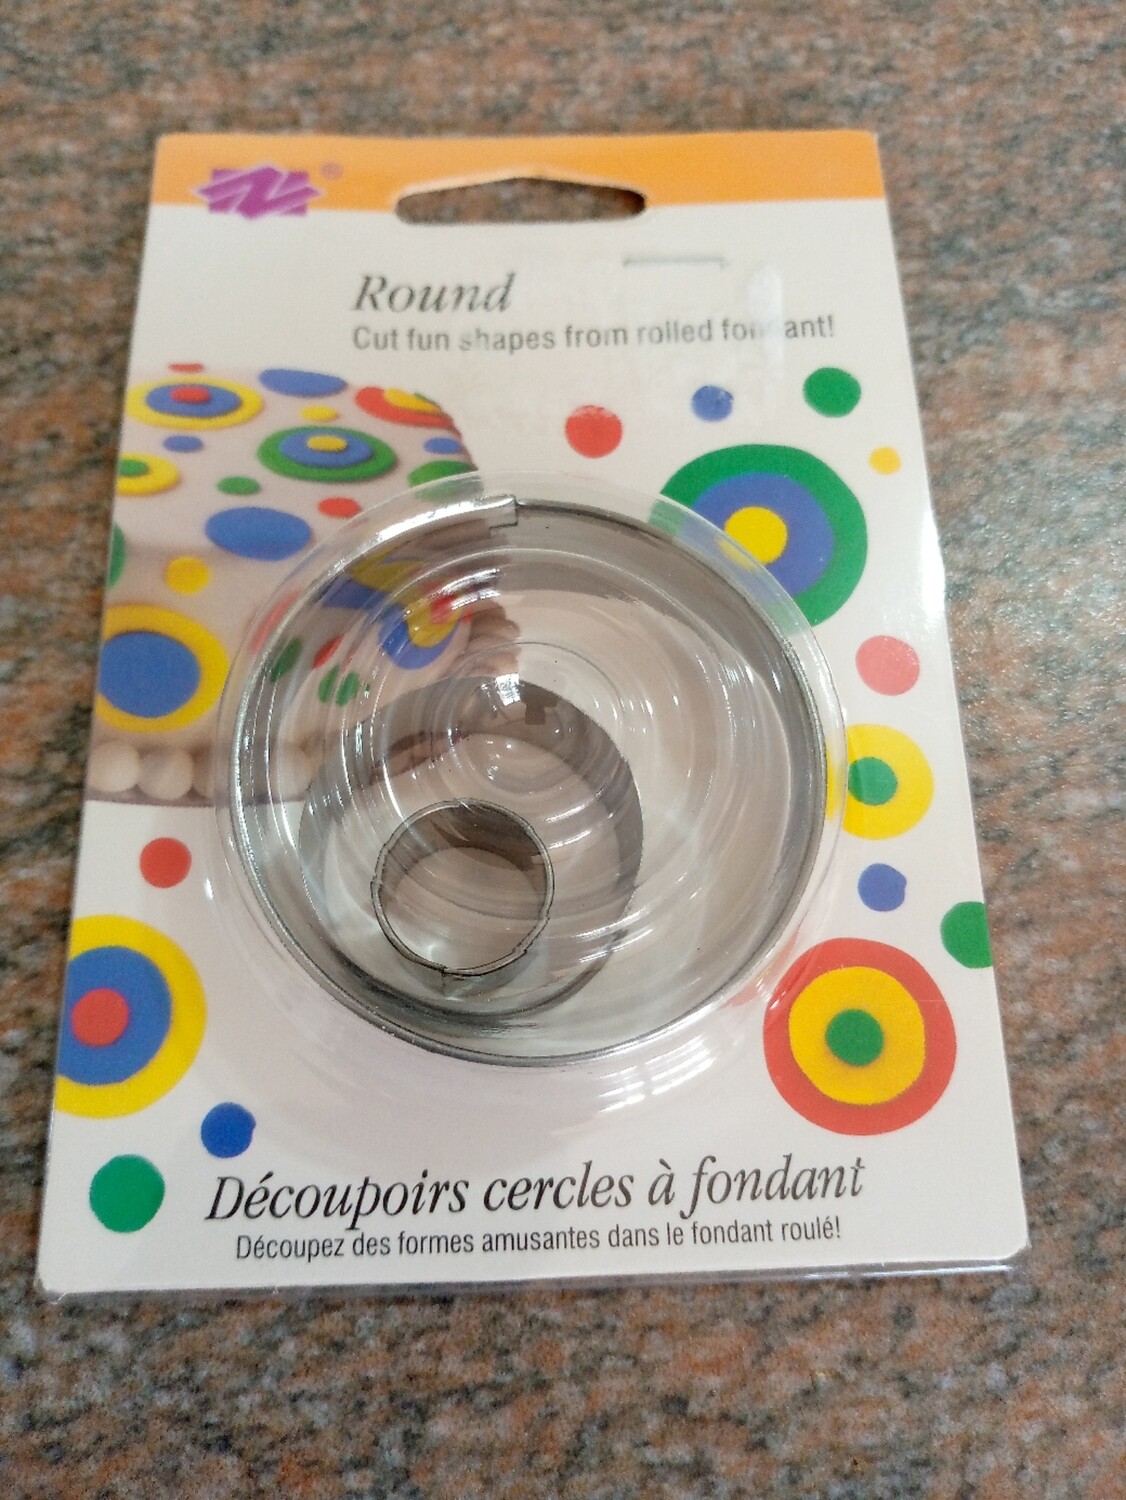 ®
Round
Cut fun shapes from rolled fondant!
Découpoirs cercles à fondant
Découpez des formes amusantes dans le fondant roulé!